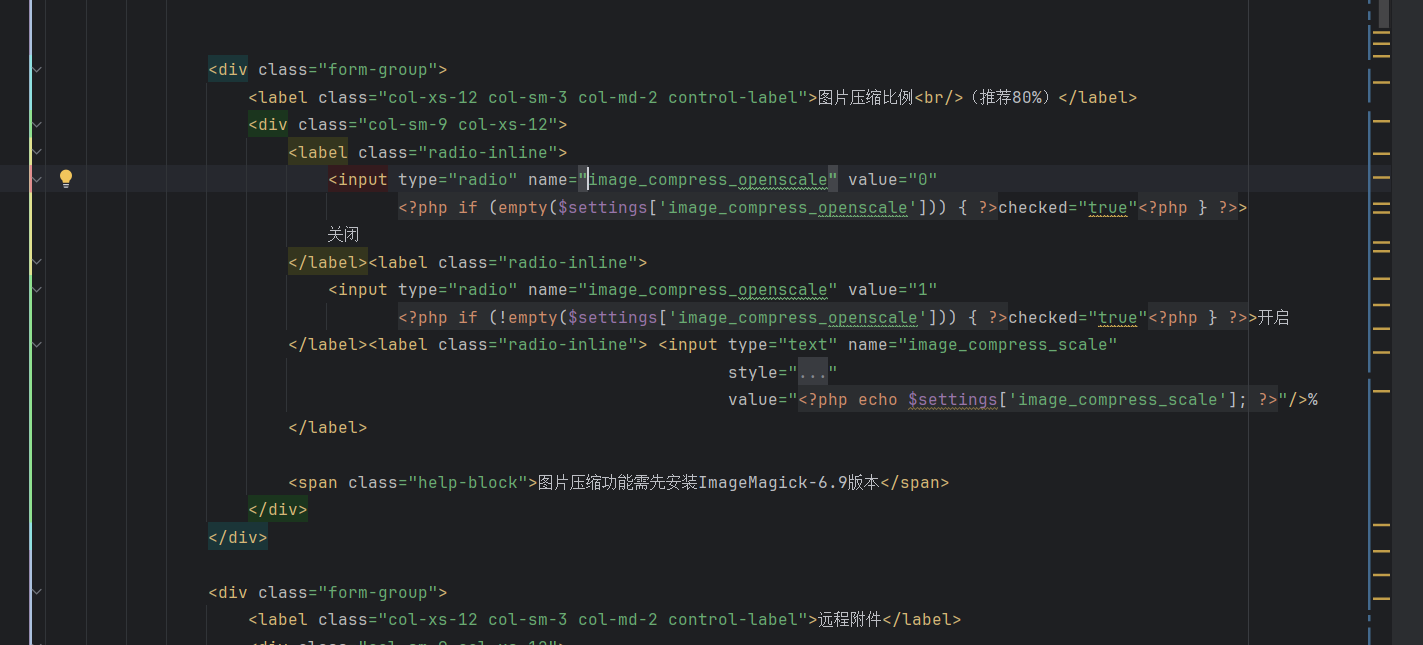 <div class="form-group">
<label class="col-xs-12 col-sm-3 col-md-2 control-label">图片压缩比例<br/>（推荐80%）</label>
<div class="col-sm-9 col-xs-12">
<label class="radio-inline">
<input type="radio" name="image_compress_openscale" value="0"
<?php if (empty($settings['image_compress_openscale'])) { ?>checked="true"<?php } ?>>
关闭
</label><label class="radio-inline">
<input type="radio" name="image_compress_openscale" value="1"
<?php if (!empty($settings['image_compress_openscale'])) { ?>checked="true"<?php } ?>>开启
</label><label class="radio-inline"> <input type="text" name="image_compress_scale"
style="..."
value="<?php echo $settings['image_compress_scale']; ?>"/>%
</label>
<span class="help-block">图片压缩功能需先安装ImageMagick-6.9版本</span>
</div>
</div>
<div class="form-group">
<label class="col-xs-12 col-sm-3 col-md-2 control-label">远程附件</label>